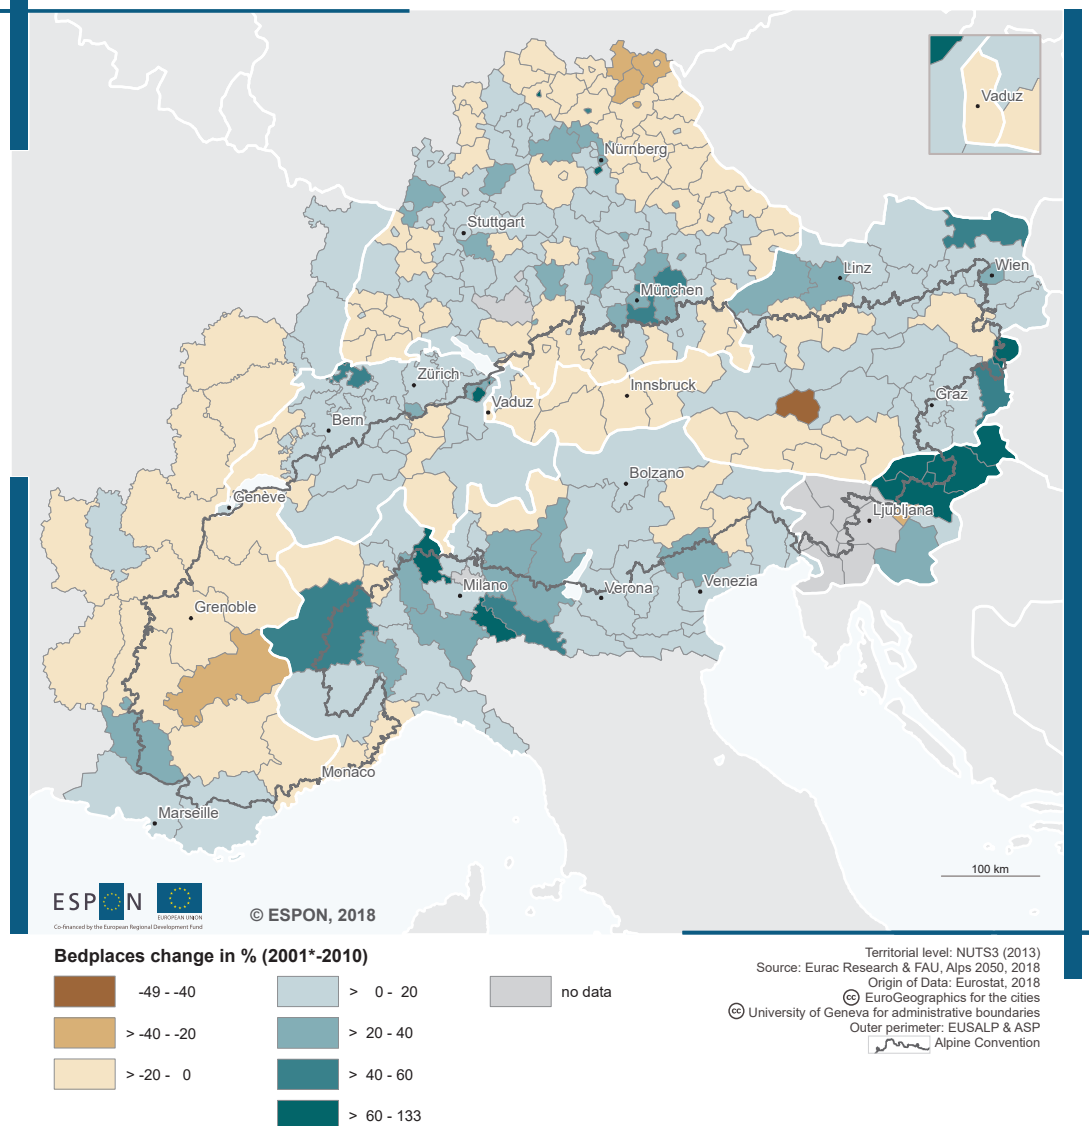 Vaduz
Nürnberg
Stuttgart
Linz
Wien
München
Zürich
Innsbruck
Vaduz
Graz
Bern
Bolzano
Genève
Ljubljana
Milano
Verona
Venezia
Grenoble
Monaco
Marseille
100 km
ESPON
EUROPEAN UNION
Co-financed by the European Regional Development Fund
© ESPON, 2018
Bedplaces change in % (2001*-2010)
-49 - -40
> -40 - -20
> -20 - 0
> 0 - 20
> 20 - 40
> 40 - 60
> 60 - 133
no data
Territorial level: NUTS3 (2013)
Source: Eurac Research & FAU, Alps 2050, 2018
Origin of Data: Eurostat, 2018
cc EuroGeographics for the cities
cc University of Geneva for administrative boundaries
Outer perimeter: EUSALP & ASP
Alpine Convention